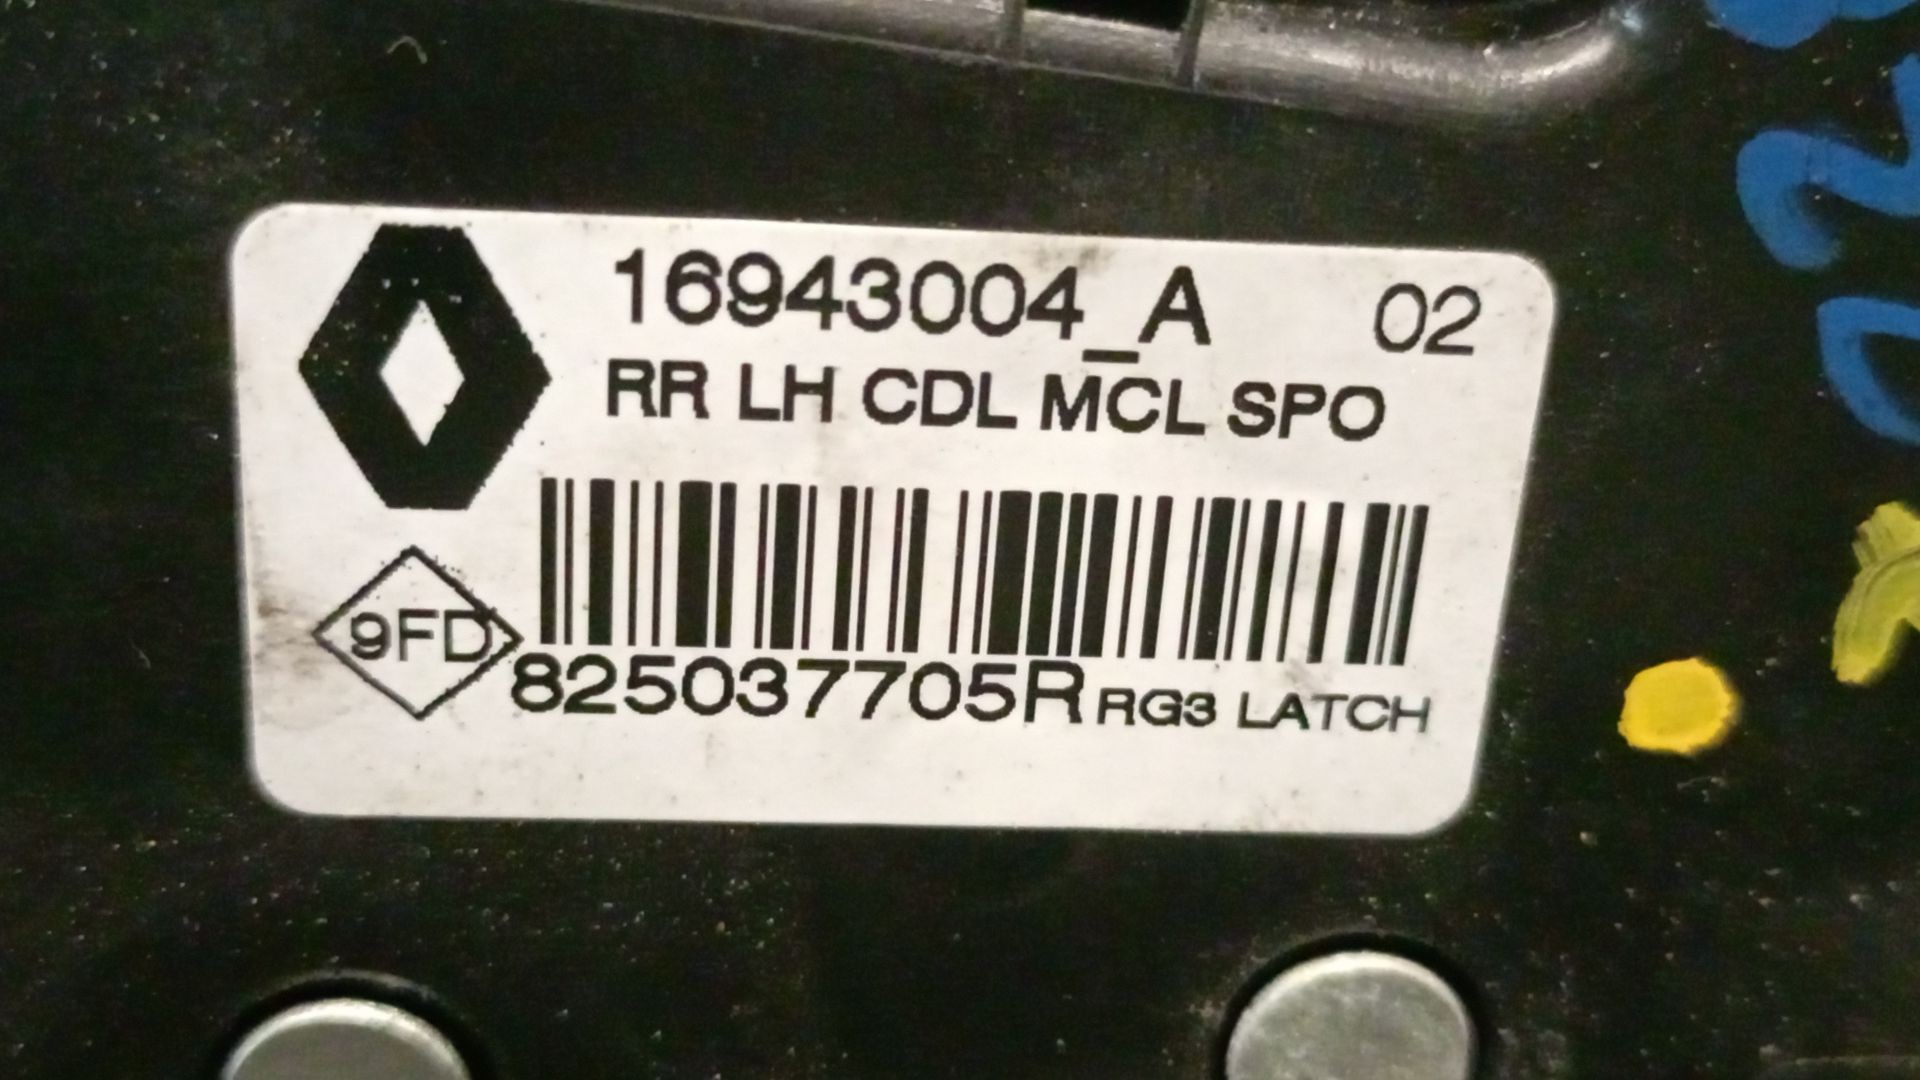 16943004_A 02
RR LH CDL MCL SPO
9FD
825037705R RG3 LATCH